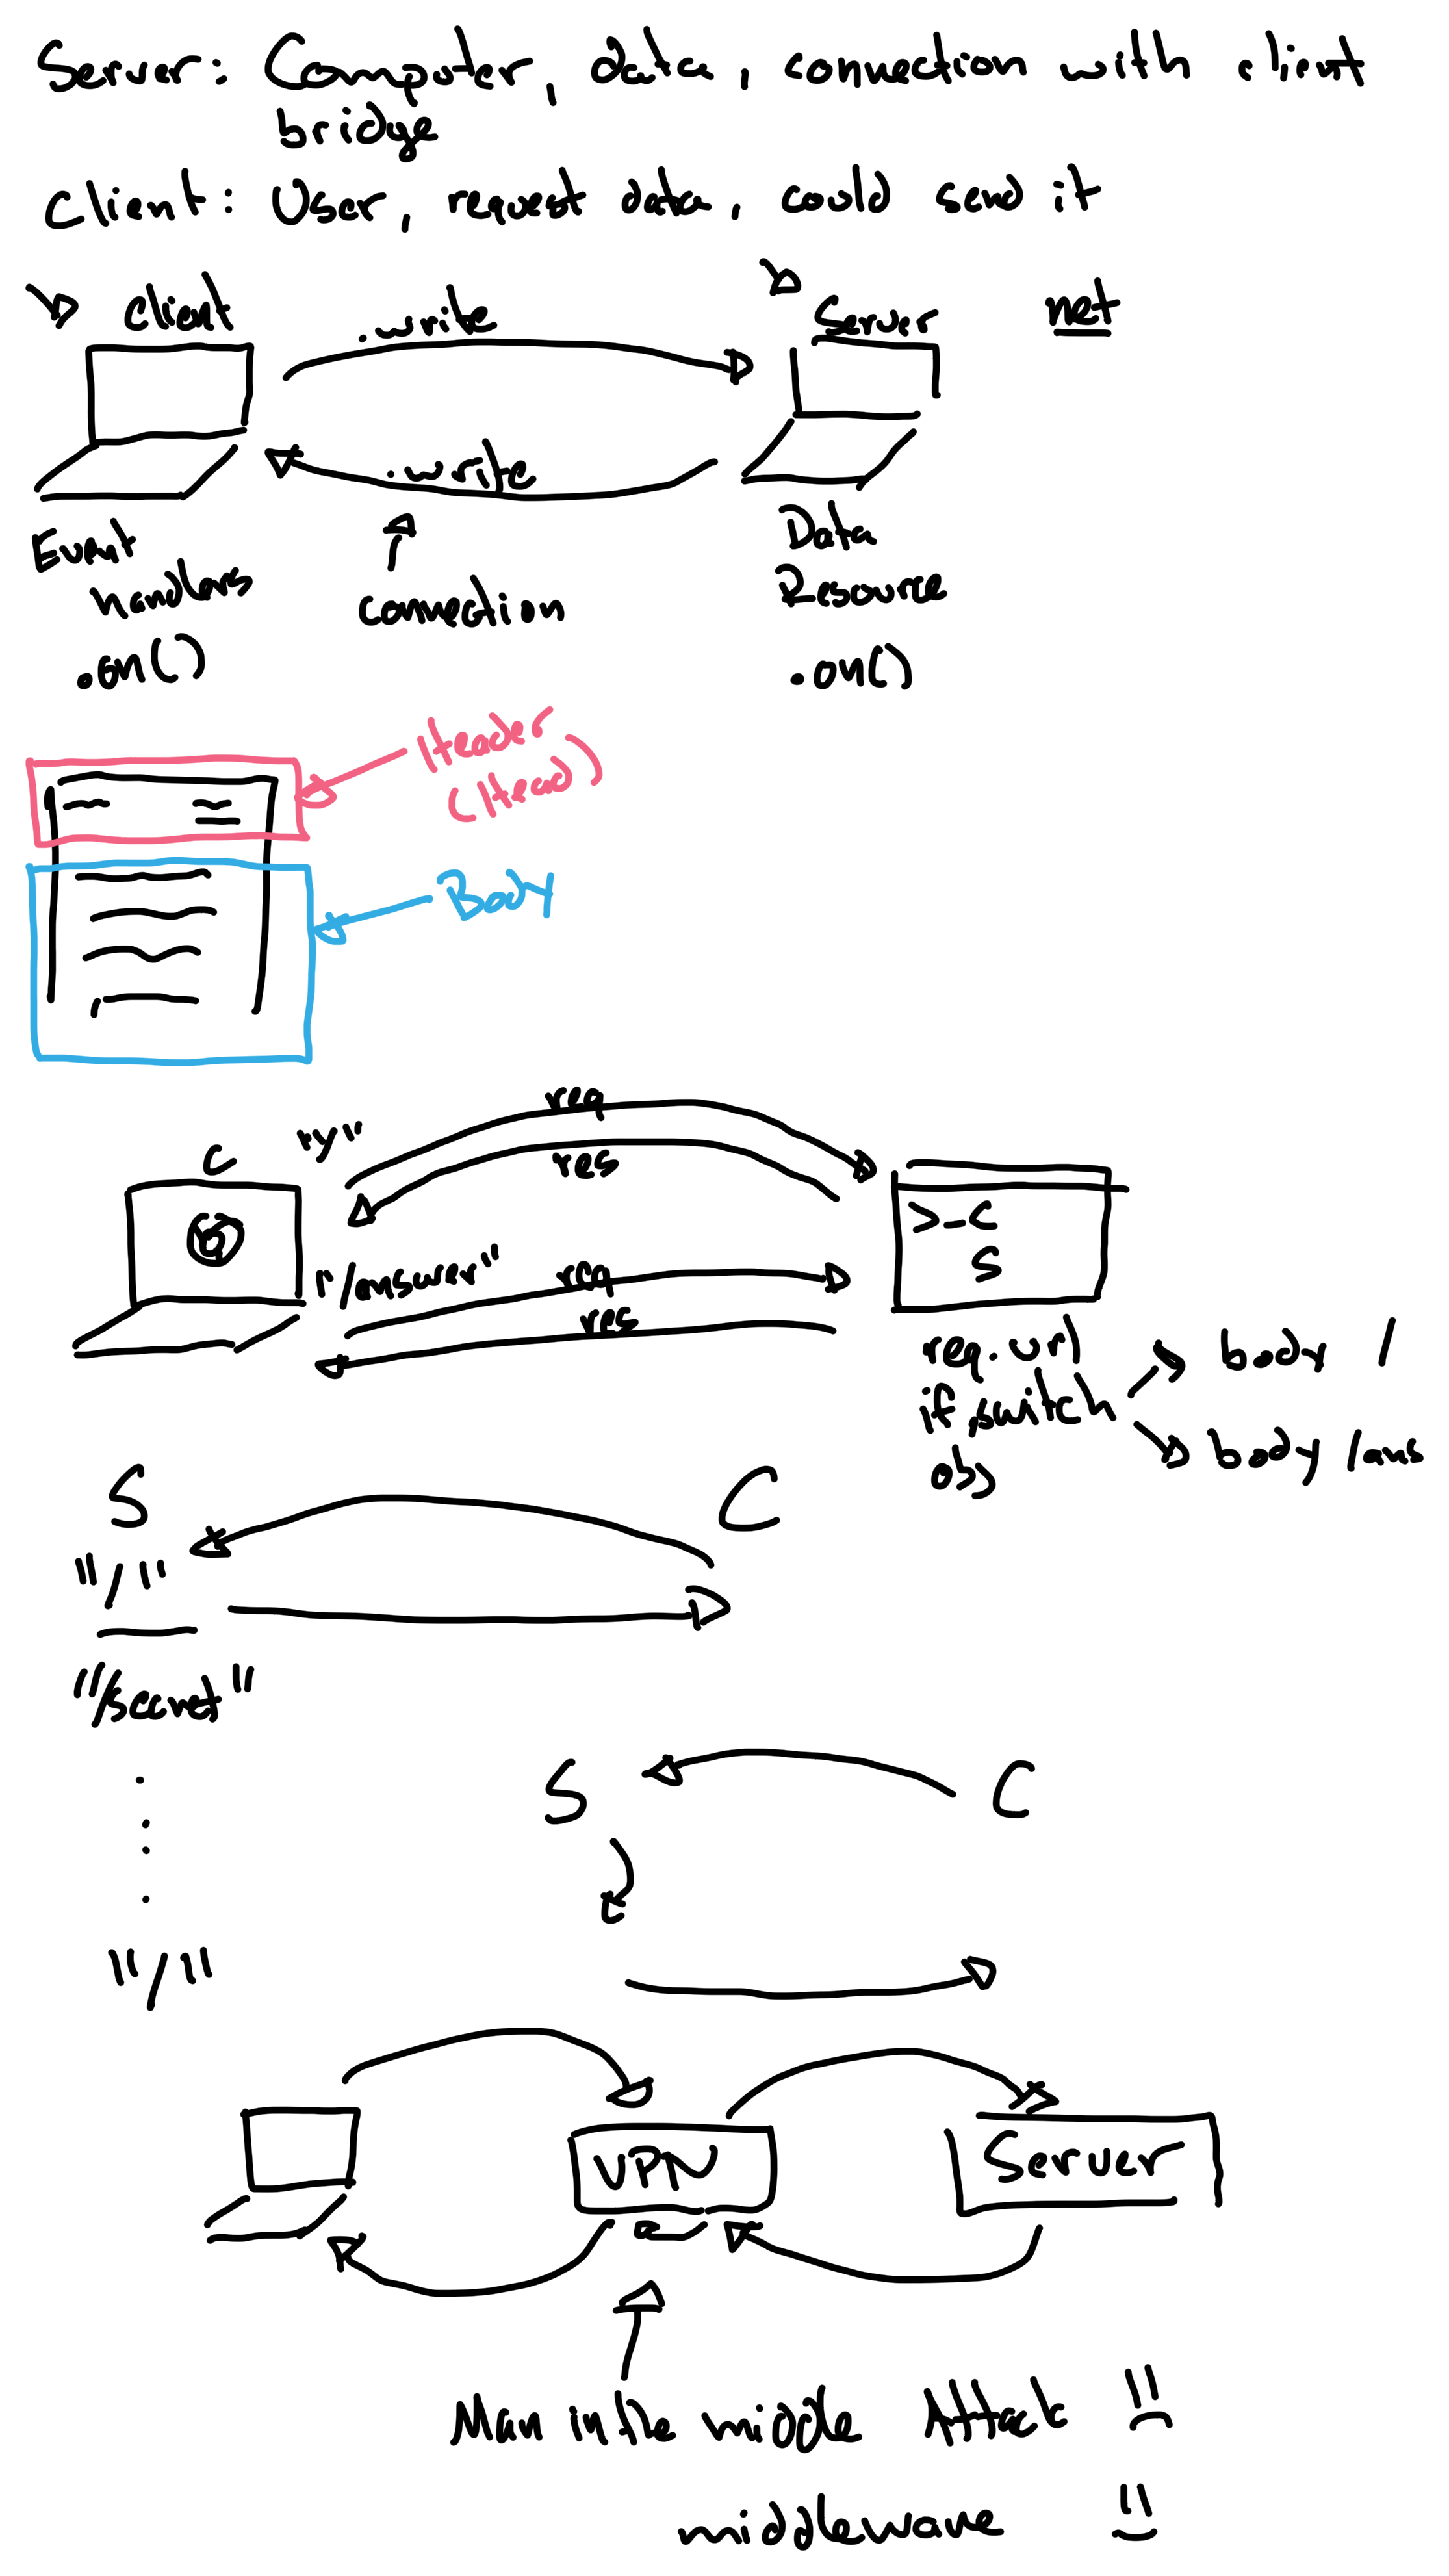 Server: Computer, data, connection with client
bridge
Client: User, request data, could send it
Client
.write
Server
net
.write
Event
handlers
.on()
connection
Data
Resource
.on()
Header
(Head)
Body
C
"/"
req
res
>_C
S
"/answer"
req
res
req.url
if, switch
obj
body /
body /ans
S
C
"/"
"/secret"
S
C
"/"
VPN
Server
Man in the middle Attack
middleware